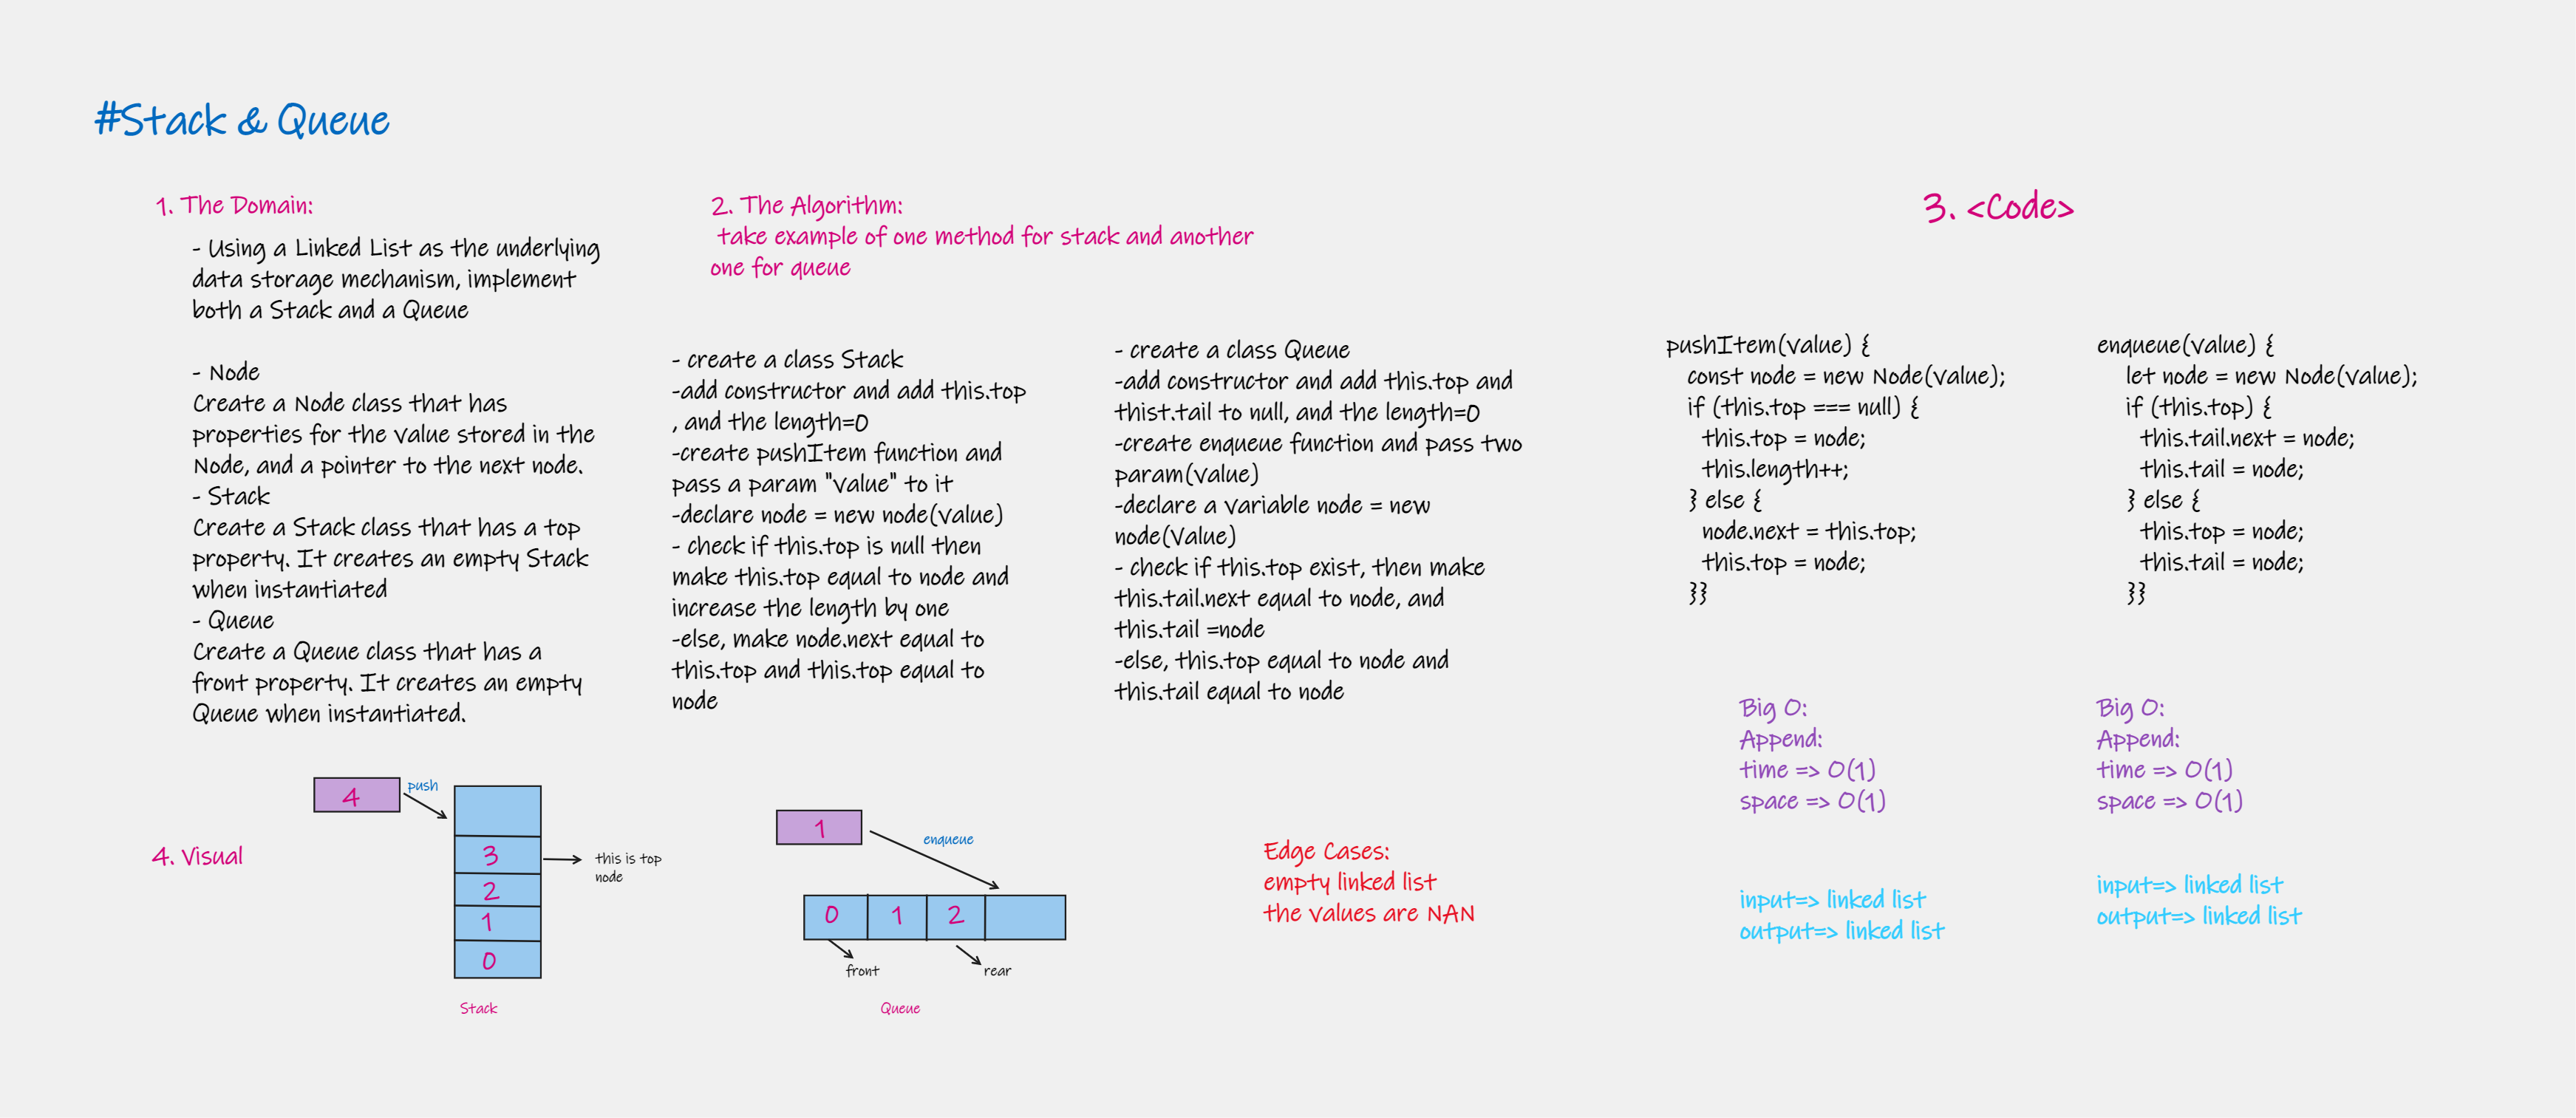 #Stack & Queue
1. The Domain:
- Using a Linked List as the underlying
data storage mechanism, implement
both a Stack and a Queue
- Node
Create a Node class that has
properties for the value stored in the
Node, and a pointer to the next node.
- Stack
Create a Stack class that has a top
property. It creates an empty Stack
when instantiated
- Queue
Create a Queue class that has a
front property. It creates an empty
Queue when instantiated.
2. The Algorithm:
take example of one method for stack and another
one for queue
- create a class Stack
-add constructor and add this.top
, and the length=0
-create pushItem function and
pass a param "value" to it
-declare node = new node(value)
- check if this.top is null then
make this.top equal to node and
increase the length by one
-else, make node.next equal to
this.top and this.top equal to
node
- create a class Queue
-add constructor and add this.top and
thist.tail to null, and the length=0
-create enqueue function and pass two
param(value)
-declare a variable node = new
node(Value)
- check if this.top exist, then make
this.tail.next equal to node, and
this.tail =node
-else, this.top equal to node and
this.tail equal to node
3. <Code>
pushItem(value) {
const node = new Node(value);
if (this.top === null) {
this.top = node;
this.length++;
} else {
node.next = this.top;
this.top = node;
}}
enqueue(value) {
let node = new Node(value);
if (this.top) {
this.tail.next = node;
this.tail = node;
} else {
this.top = node;
this.tail = node;
}}
Big O:
Append:
time => O(1)
space => O(1)
Big O:
Append:
time => O(1)
space => O(1)
input=> linked list
output=> linked list
input=> linked list
output=> linked list
4. Visual
4
push
3
2
1
0
this is top
node
Stack
1
enqueue
0 1 2
front
rear
Queue
Edge Cases:
empty linked list
the values are NAN